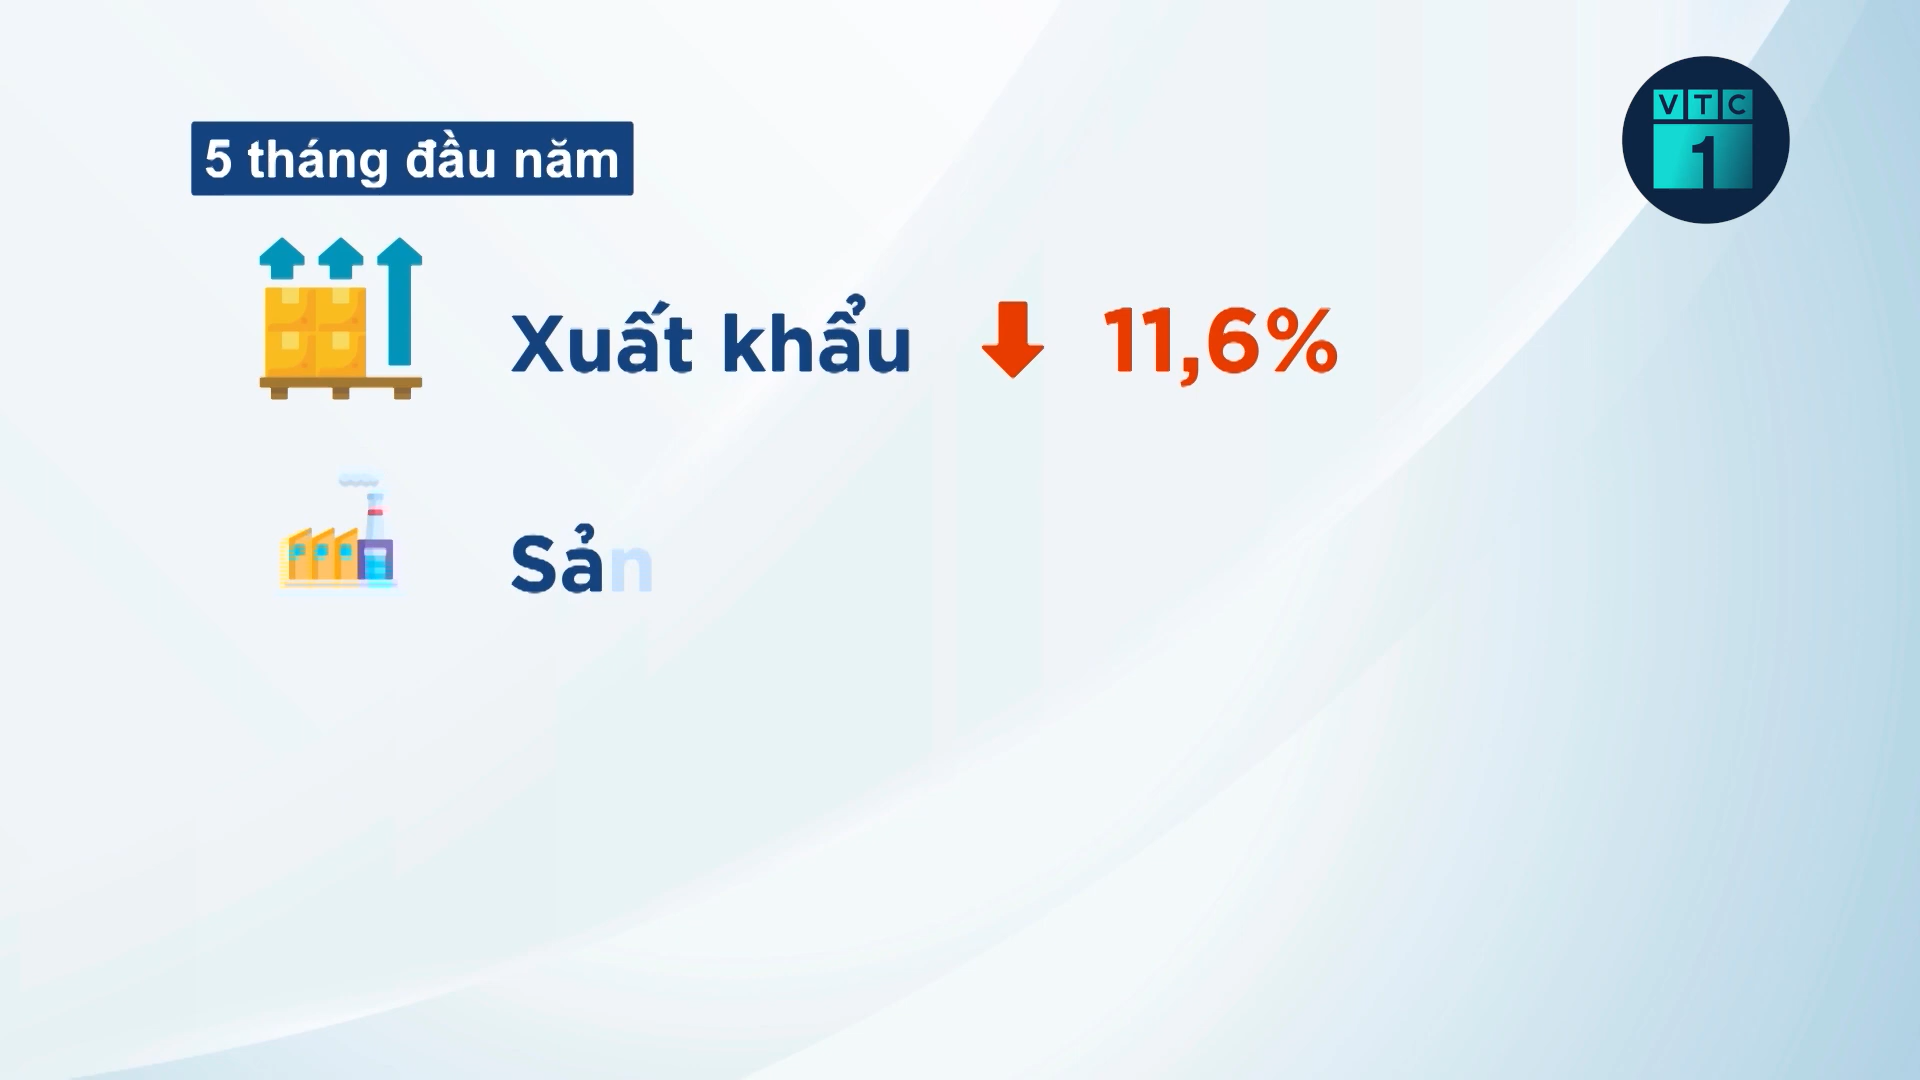 5 tháng đầu năm
VTC
1
Xuất khẩu 11,6%
Sản